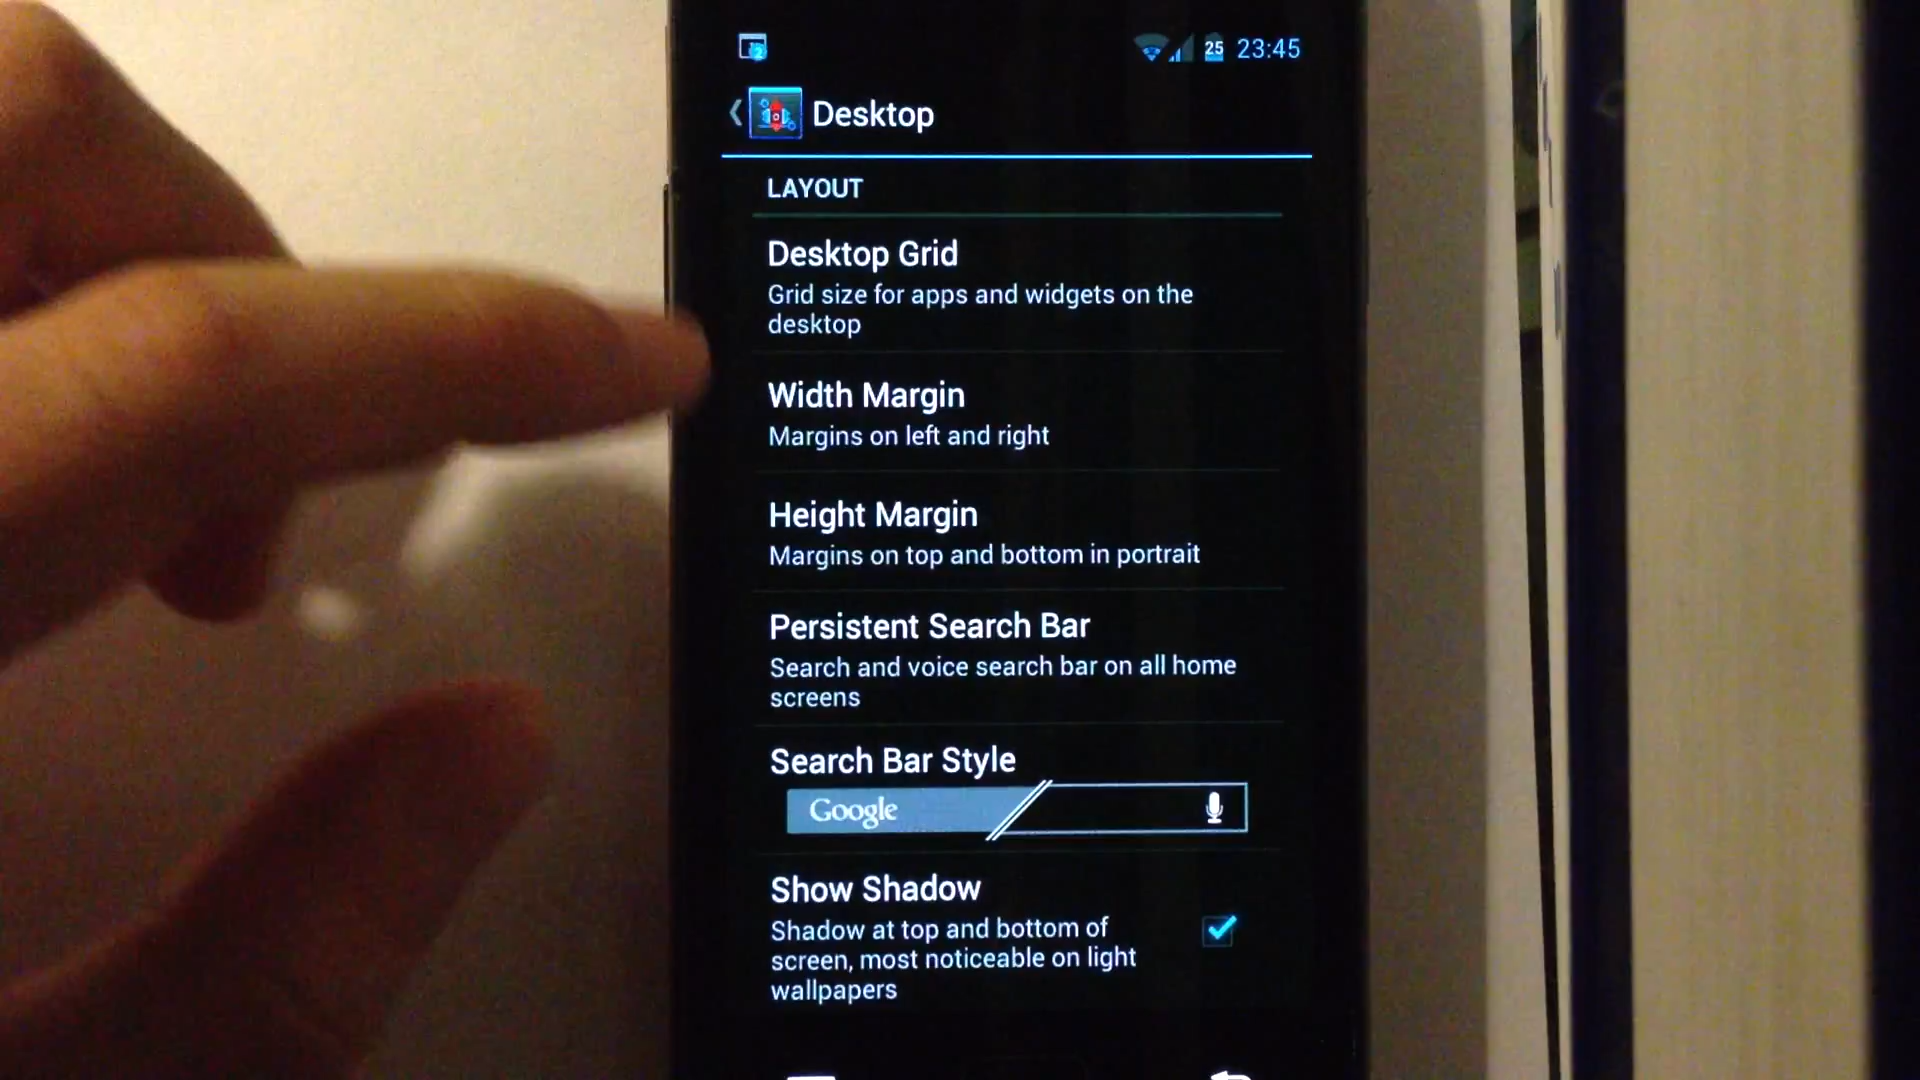 25 23:45
Desktop
LAYOUT
Desktop Grid
Grid size for apps and widgets on the
desktop
Width Margin
Margins on left and right
Height Margin
Margins on top and bottom in portrait
Persistent Search Bar
Search and voice search bar on all home
screens
Search Bar Style
Google
Show Shadow
Shadow at top and bottom of
screen, most noticeable on light
wallpapers